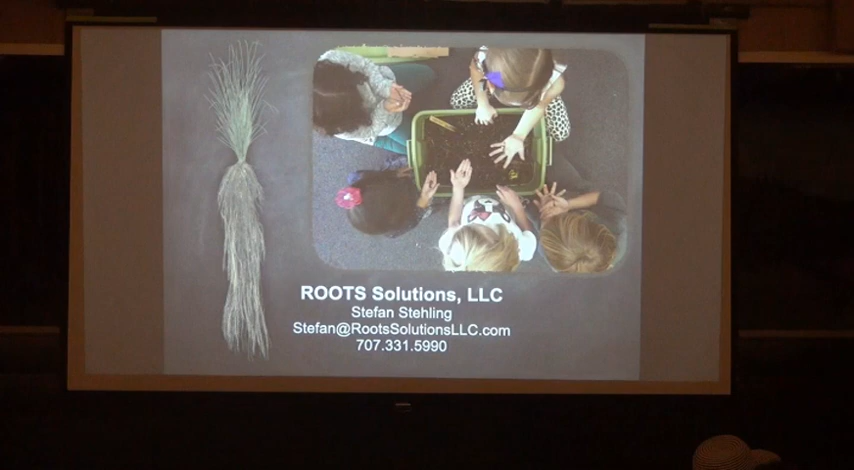 ROOTS Solutions, LLC
Stefan Stehling
Stefan@RootsSolutionsLLC.com
707.331.5990